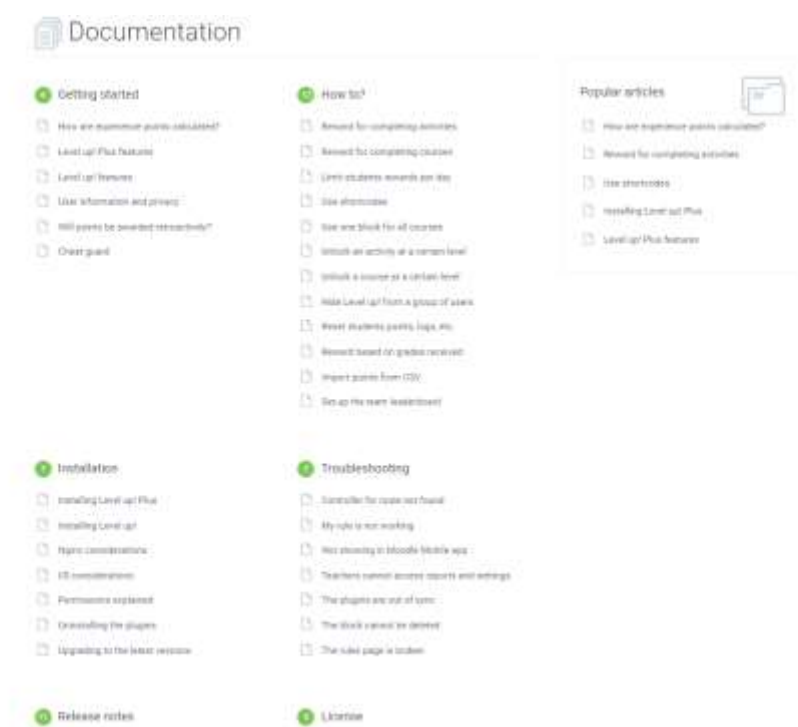 Documentation
Getting started
How are experience points calculated?
Level up! Plus features
Level up! features
User information and privacy
Will points be awarded retroactively?
Cheat guard
How to?
Reward for completing activities
Reward for completing courses
Limit students rewards per day
Use shortcodes
Use one block for all courses
Unlock an activity at a certain level
Unlock a course at a certain level
Hide Level up! from a group of users
Reset students points, logs, etc.
Reward based on grades received
Import points from CSV
Set up the team leaderboard
Popular articles
How are experience points calculated?
Reward for completing activities
Use shortcodes
Installing Level up! Plus
Level up! Plus features
Installation
Installing Level up! Plus
Installing Level up!
Nginx considerations
IIS considerations
Permissions explained
Uninstalling the plugins
Upgrading to the latest versions
Troubleshooting
Controller for route not found
My rule is not working
Not showing in Moodle Mobile app
Teachers cannot access reports and settings
The plugins are out of sync
The block cannot be deleted
The rules page is broken
Release notes
License